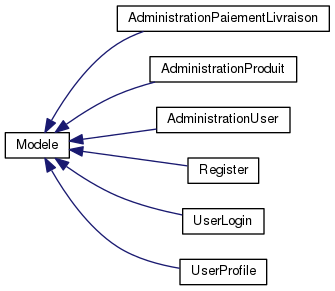 AdministrationPaiementLivraison
AdministrationProduit
AdministrationUser
Modele
Register
UserLogin
UserProfile